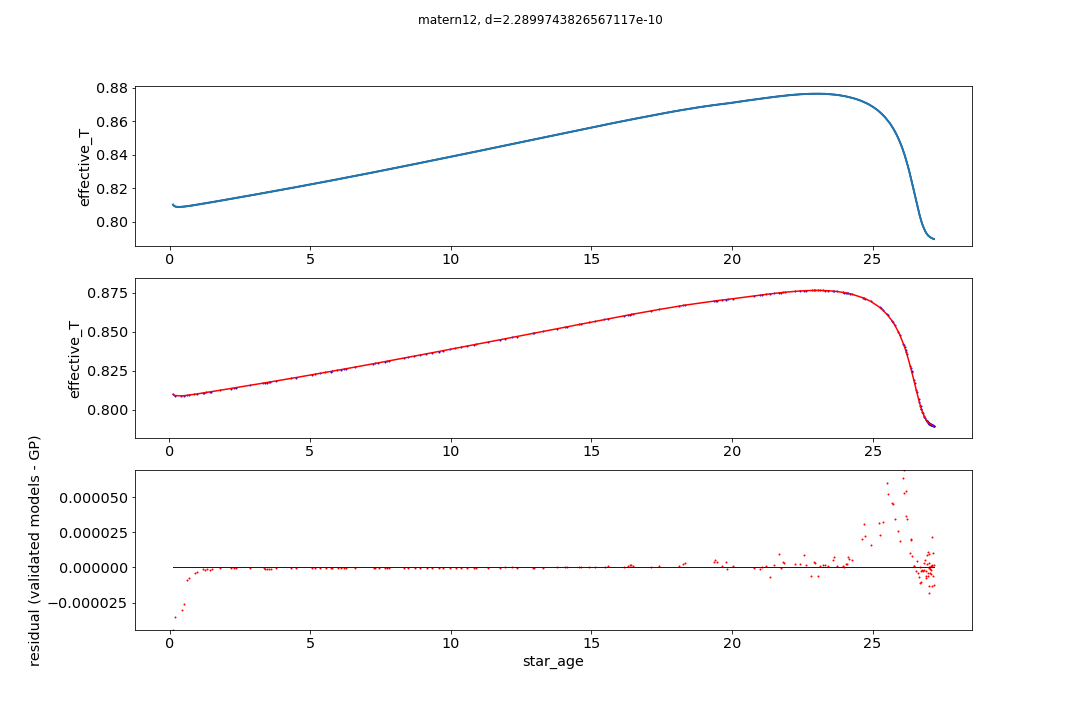 matern12, d=2.2899743826567117e-10
0.88
0.86
0.84
0.82
0.80
effective_T
0 5 10 15 20 25
0.875
0.850
0.825
0.800
effective_T
0 5 10 15 20 25
0.000050
0.000025
0.000000
−0.000025
residual (validated models - GP)
0 5 10 15 20 25
star_age